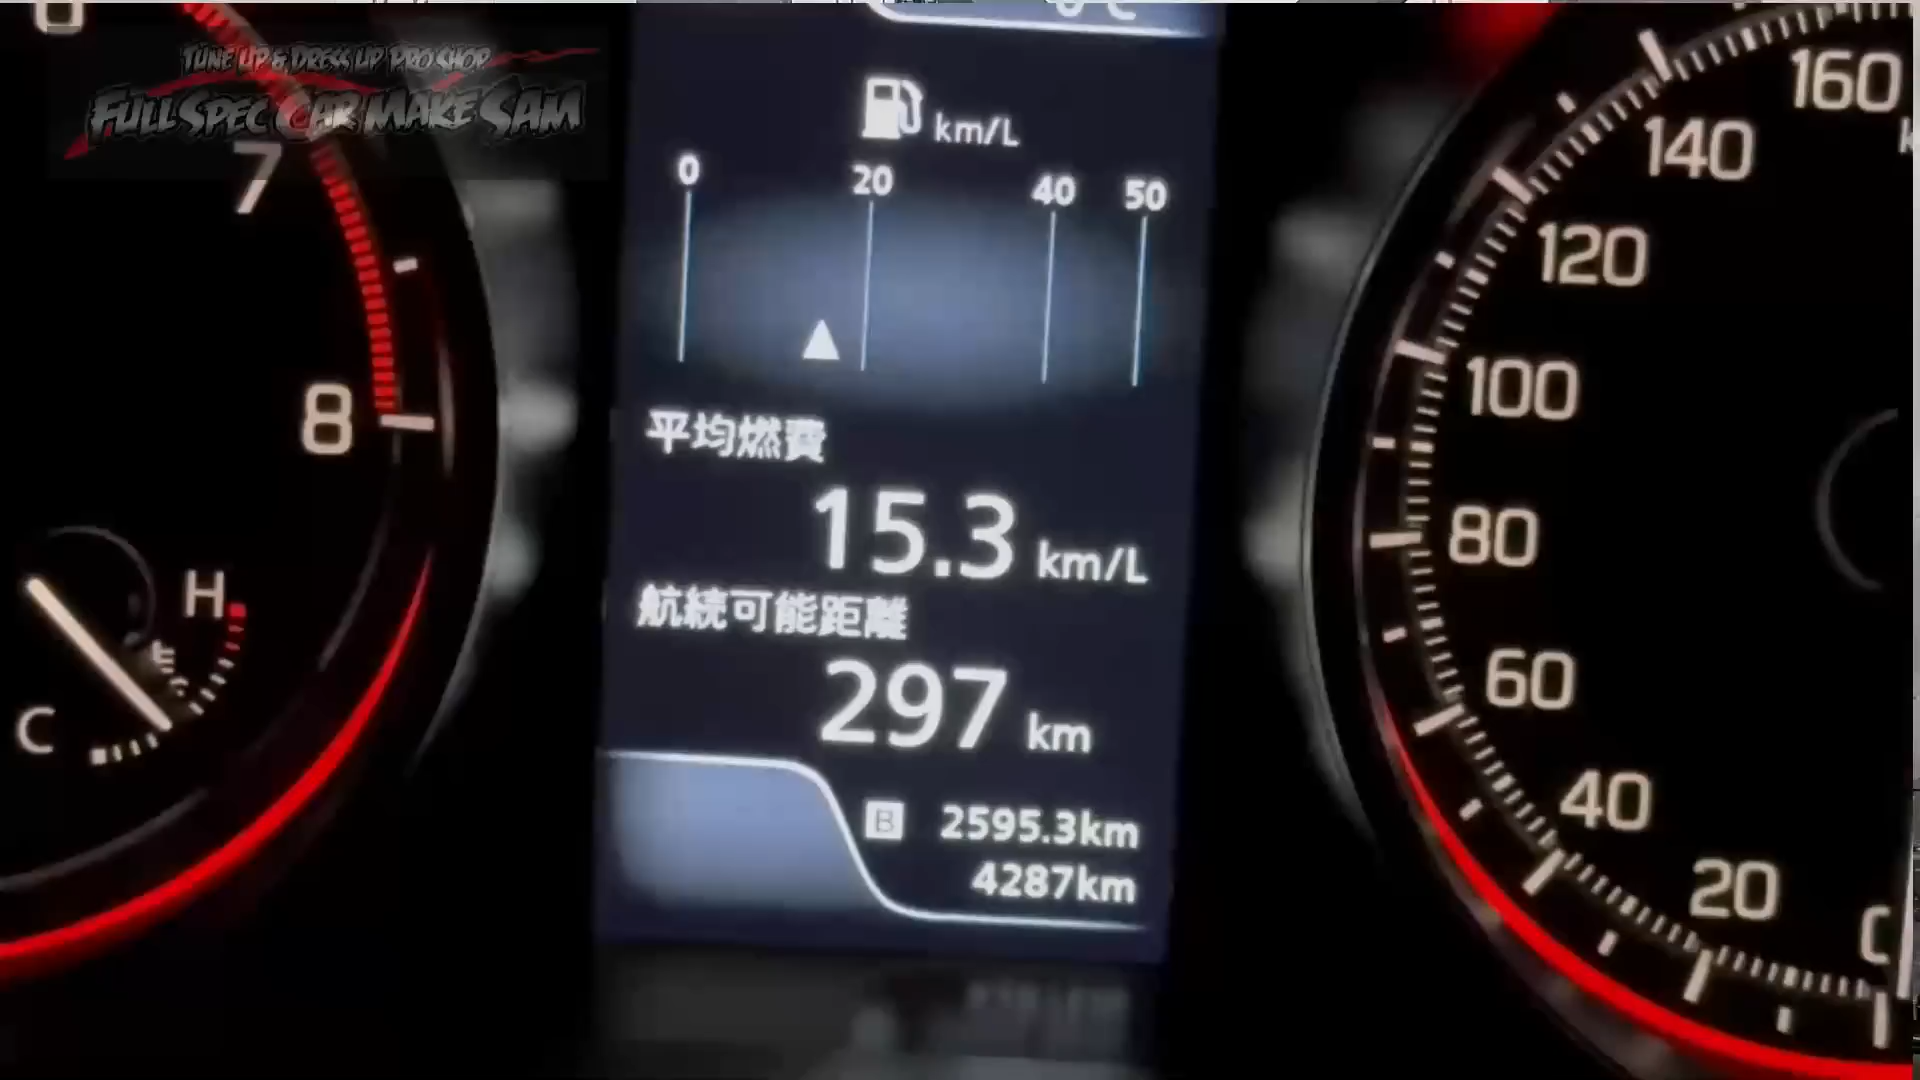 TUNE UP & DRESS UP PRO SHOP
FULL SPEC CAR MAKE SAM
km/L
0 20 40 50
平均燃費
15.3 km/L
航続可能距離
297 km
B 2595.3km
4287km
7
8
H
C
160
140
120
100
80
60
40
20